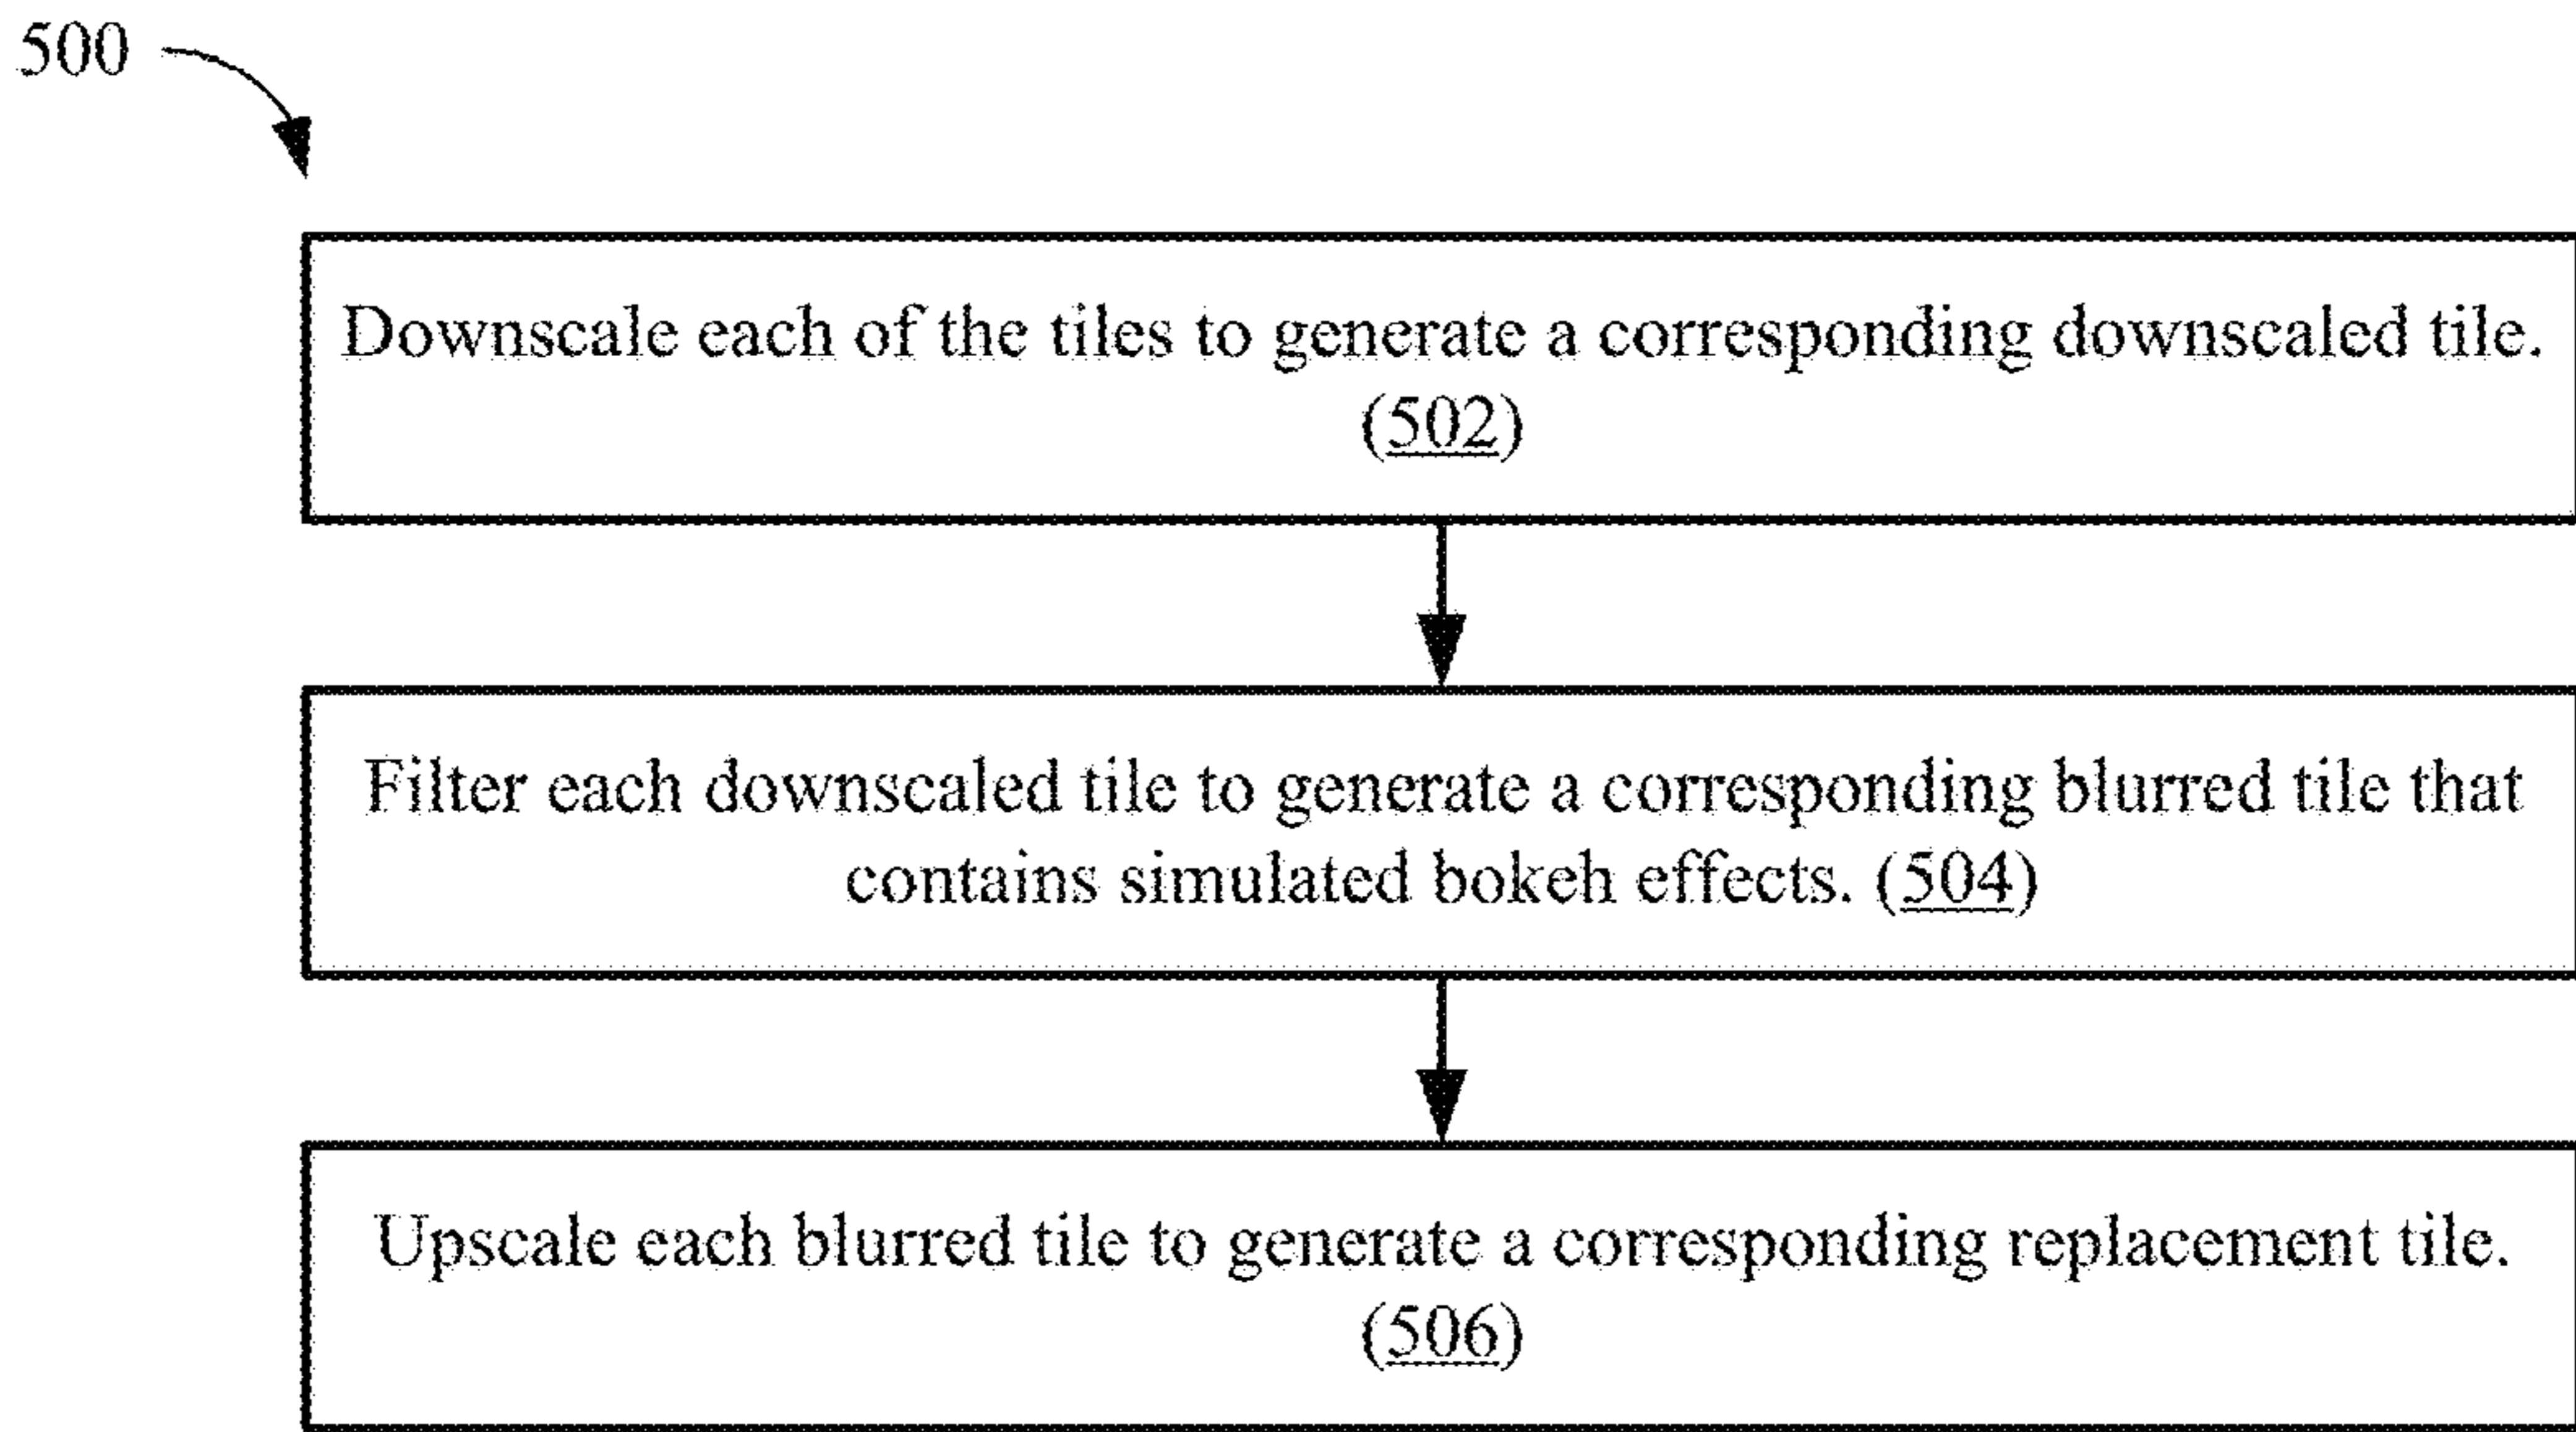 500
Downscale each of the tiles to generate a corresponding downscaled tile.
(502)
Filter each downscaled tile to generate a corresponding blurred tile that
contains simulated bokeh effects. (504)
Upscale each blurred tile to generate a corresponding replacement tile.
(506)